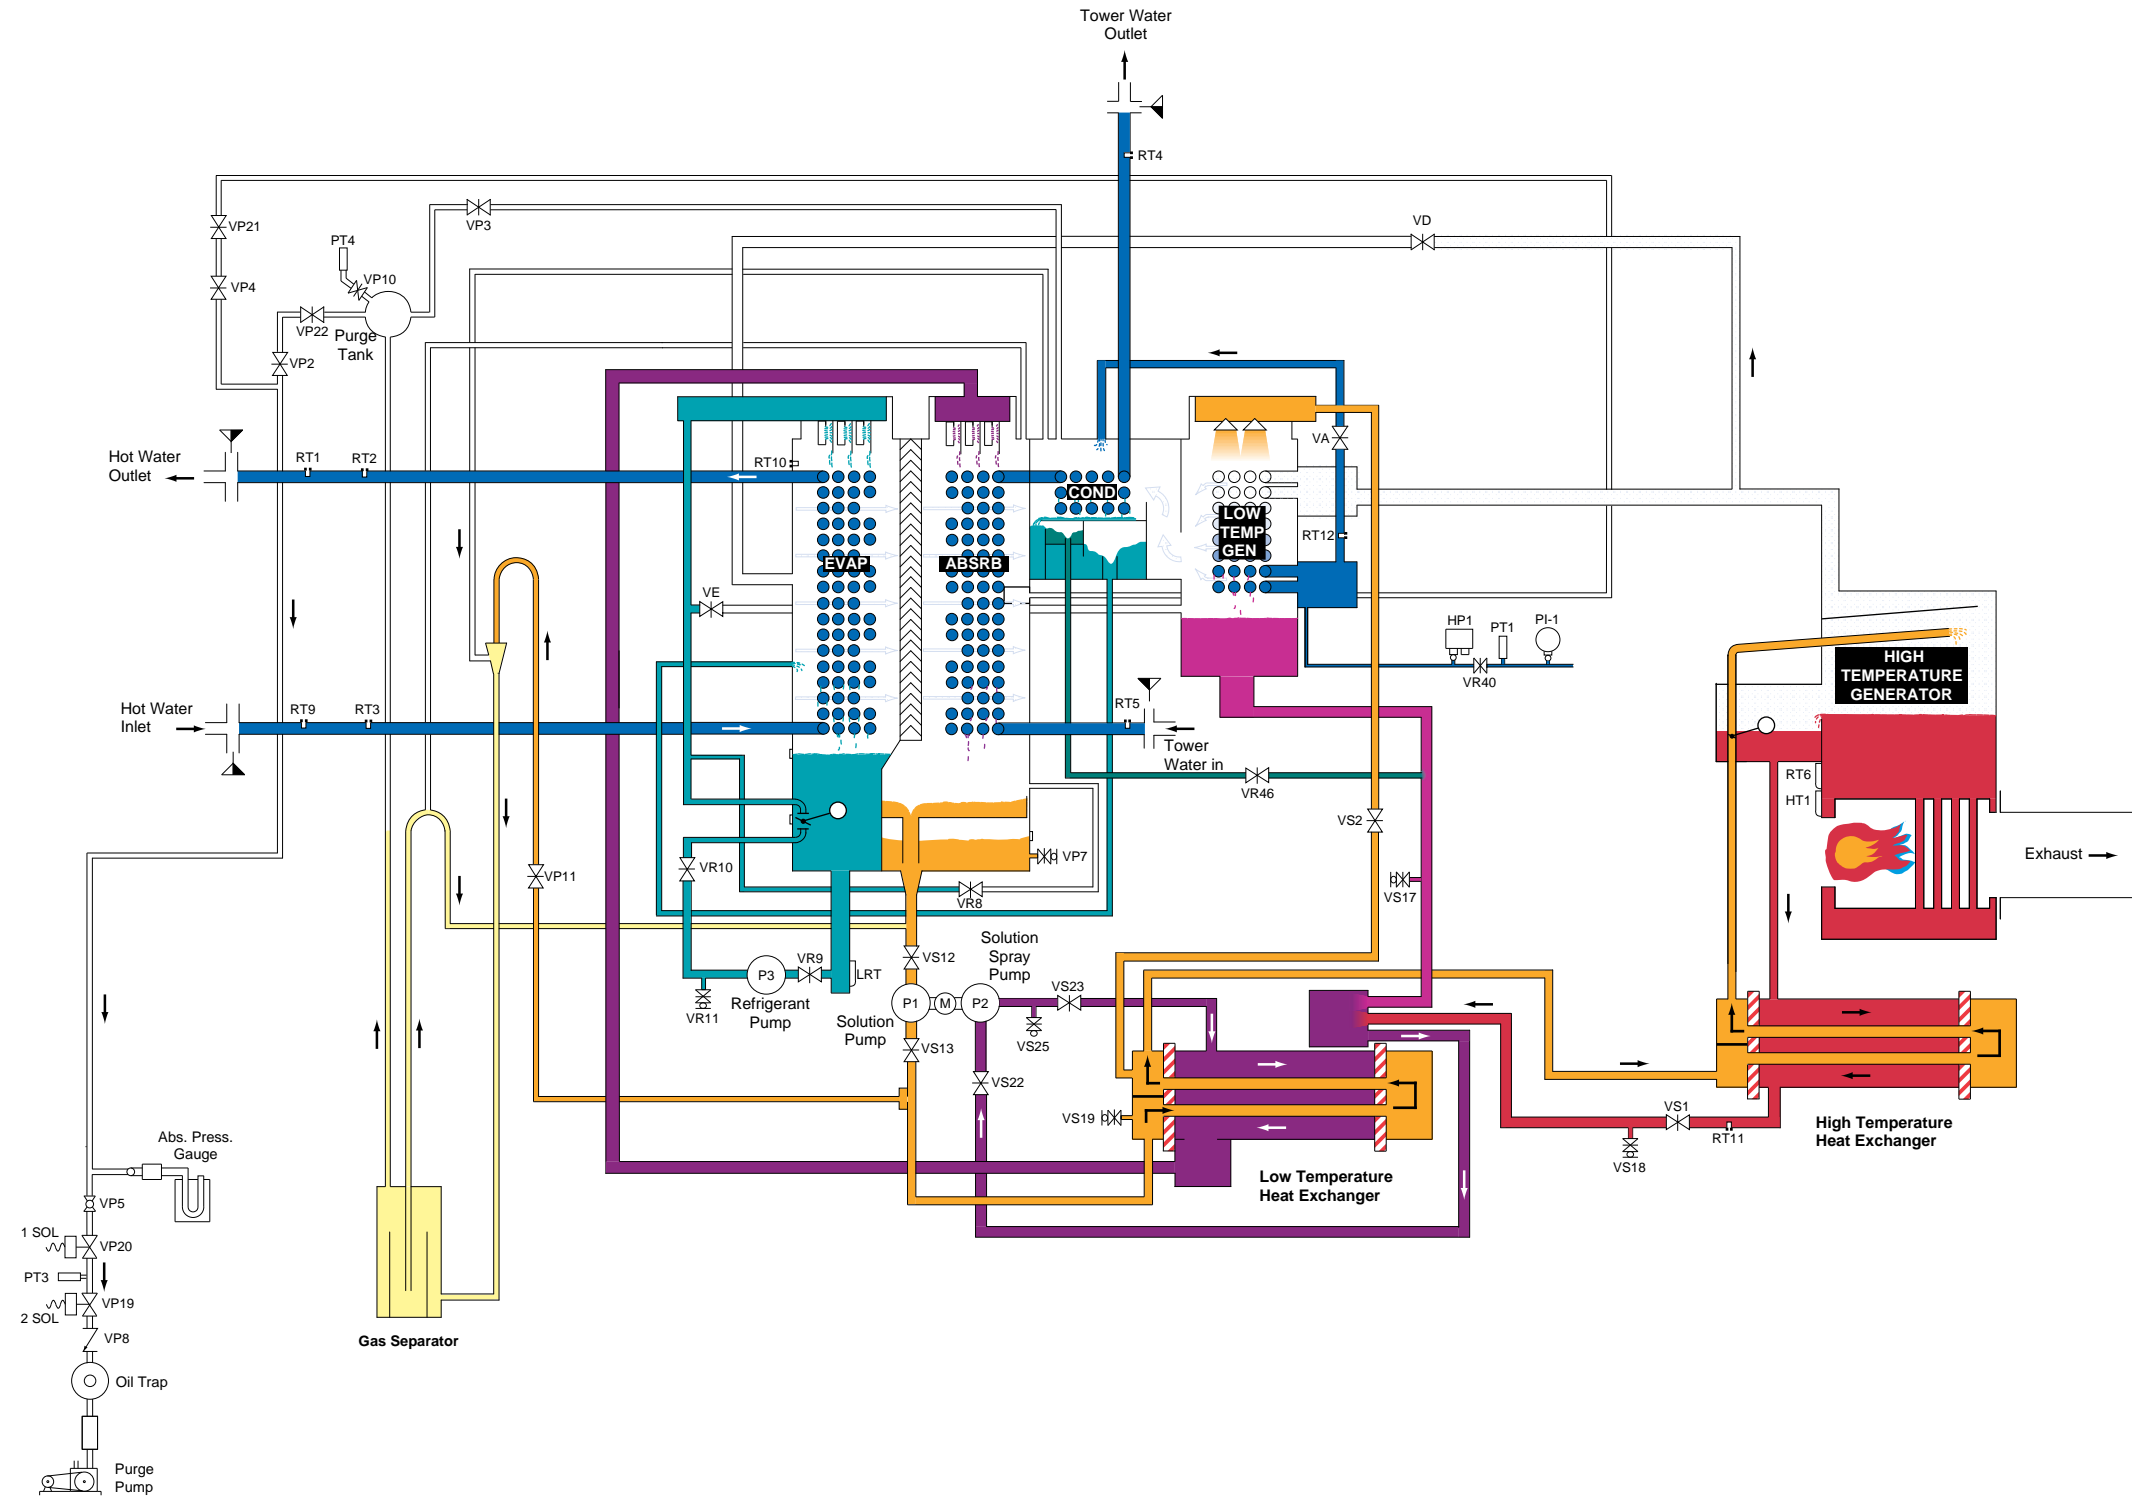 Tower Water
Outlet
RT4
VP21
VP3
VD
PT4
VP10
VP4
VP22
Purge
Tank
VP2
Hot Water
Outlet
RT1
RT2
RT10
VA
COND
LOW
TEMP
GEN
RT12
EVAP
ABSRB
VE
HP1
PT1
PI-1
VR40
HIGH
TEMPERATURE
GENERATOR
Hot Water
Inlet
RT9
RT3
RT5
Tower
Water in
VR46
RT6
HT1
VS2
Exhaust
VP7
VR10
VP11
VR8
VS17
Solution
Spray
Pump
VS12
VR9
LRT
P3
Refrigerant
Pump
VR11
P1
M
P2
Solution
Pump
VS23
VS25
VS13
VS22
VS19
VS1
RT11
VS18
High Temperature
Heat Exchanger
Low Temperature
Heat Exchanger
Abs. Press.
Gauge
VP5
1 SOL
VP20
PT3
VP19
2 SOL
VP8
Gas Separator
Oil Trap
Purge
Pump